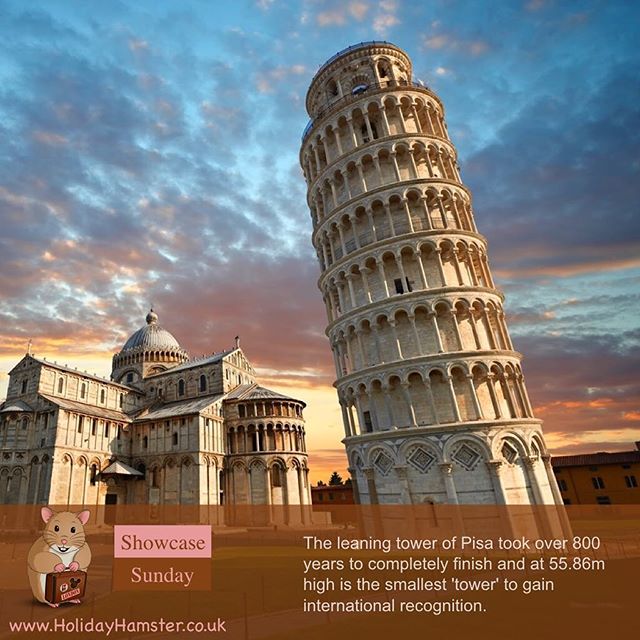 Showcase
Sunday
The leaning tower of Pisa took over 800
years to completely finish and at 55.86m
high is the smallest 'tower' to gain
international recognition.
www.HolidayHamster.co.uk